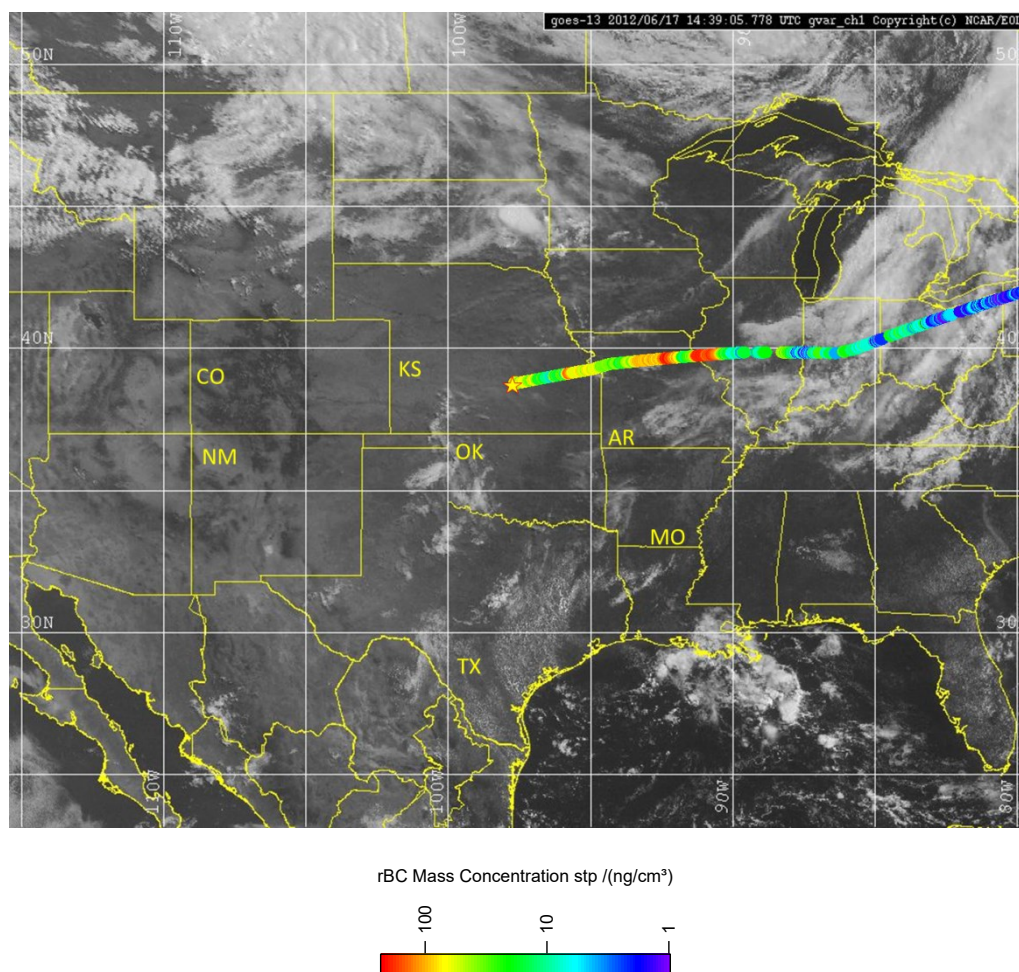 goes-13 2012/06/17 14:39:05.778 UTC gvar_ch1 Copyright(c) NCAR/EOL
110W
100W
50N
50
40N
40
CO
KS
NM
OK
AR
MO
30N
30
TX
110W
100W
90W
80W
rBC Mass Concentration stp /(ng/cm³)
100
10
1